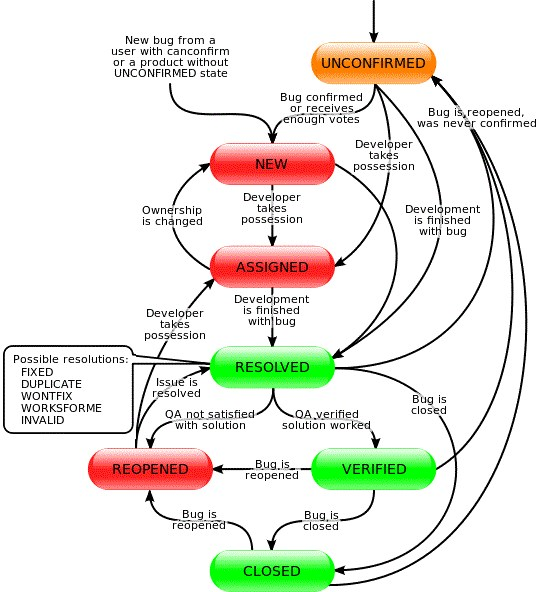 New bug from a
user with canconfirm
or a product without
UNCONFIRMED state
UNCONFIRMED
Bug confirmed
or receives
enough votes
Bug is reopened,
was never confirmed
Developer
takes
possession
NEW
Developer
takes
possession
Ownership
is changed
Development
is finished
with bug
ASSIGNED
Development
is finished
with bug
Developer
takes
possession
Possible resolutions:
FIXED
DUPLICATE
WONTFIX
WORKSFORME
INVALID
RESOLVED
Issue is
resolved
Bug is
closed
QA not satisfied
with solution
QA verified
solution worked
REOPENED
Bug is
reopened
VERIFIED
Bug is
reopened
Bug is
closed
CLOSED